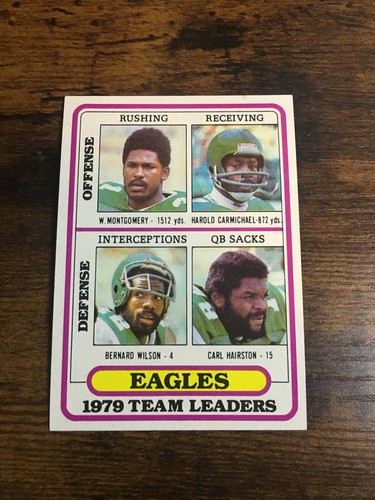 OFFENSE
RUSHING
RECEIVING
W. MONTGOMERY - 1512 yds.
HAROLD CARMICHAEL-872 yds.
DEFENSE
INTERCEPTIONS
QB SACKS
BERNARD WILSON - 4
CARL HAIRSTON - 15
EAGLES
1979 TEAM LEADERS